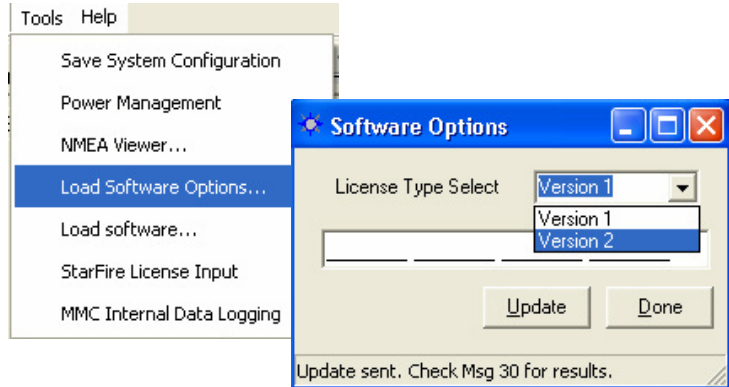 Tools Help
Save System Configuration
Power Management
NMEA Viewer...
Load Software Options...
Load software...
StarFire License Input
MMC Internal Data Logging
Software Options
License Type Select Version 1
Version 1
Version 2
Update Done
Update sent. Check Msg 30 for results.